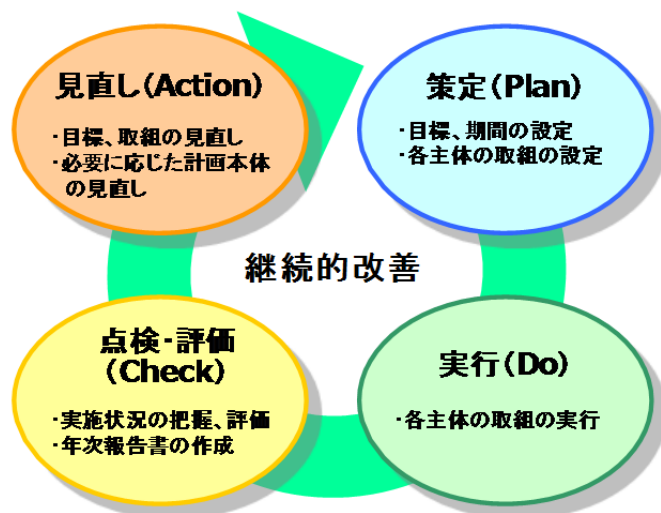 見直し(Action)
・目標、取組の見直し
・必要に応じた計画本体
の見直し
策定(Plan)
・目標、期間の設定
・各主体の取組の設定
継続的改善
点検・評価
(Check)
・実施状況の把握、評価
・年次報告書の作成
実行(Do)
・各主体の取組の実行